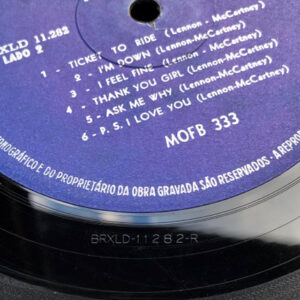 XLD 11.282
LADO 2
1 - TICKET TO RIDE (Lennon - McCartney)
2 - I'M DOWN (Lennon-McCartney)
3 - I FEEL FINE (Lennon-McCartney)
4 - THANK YOU GIRL (Lennon-McCartney)
5 - ASK ME WHY (Lennon-McCartney)
6 - P. S. I LOVE YOU (Lennon-McCartney)
MOFB 333
NOGRÁFICO E DO PROPRIETÁRIO DA OBRA GRAVADA SÃO RESERVADOS - A REPRO
BRXLD-11282-R